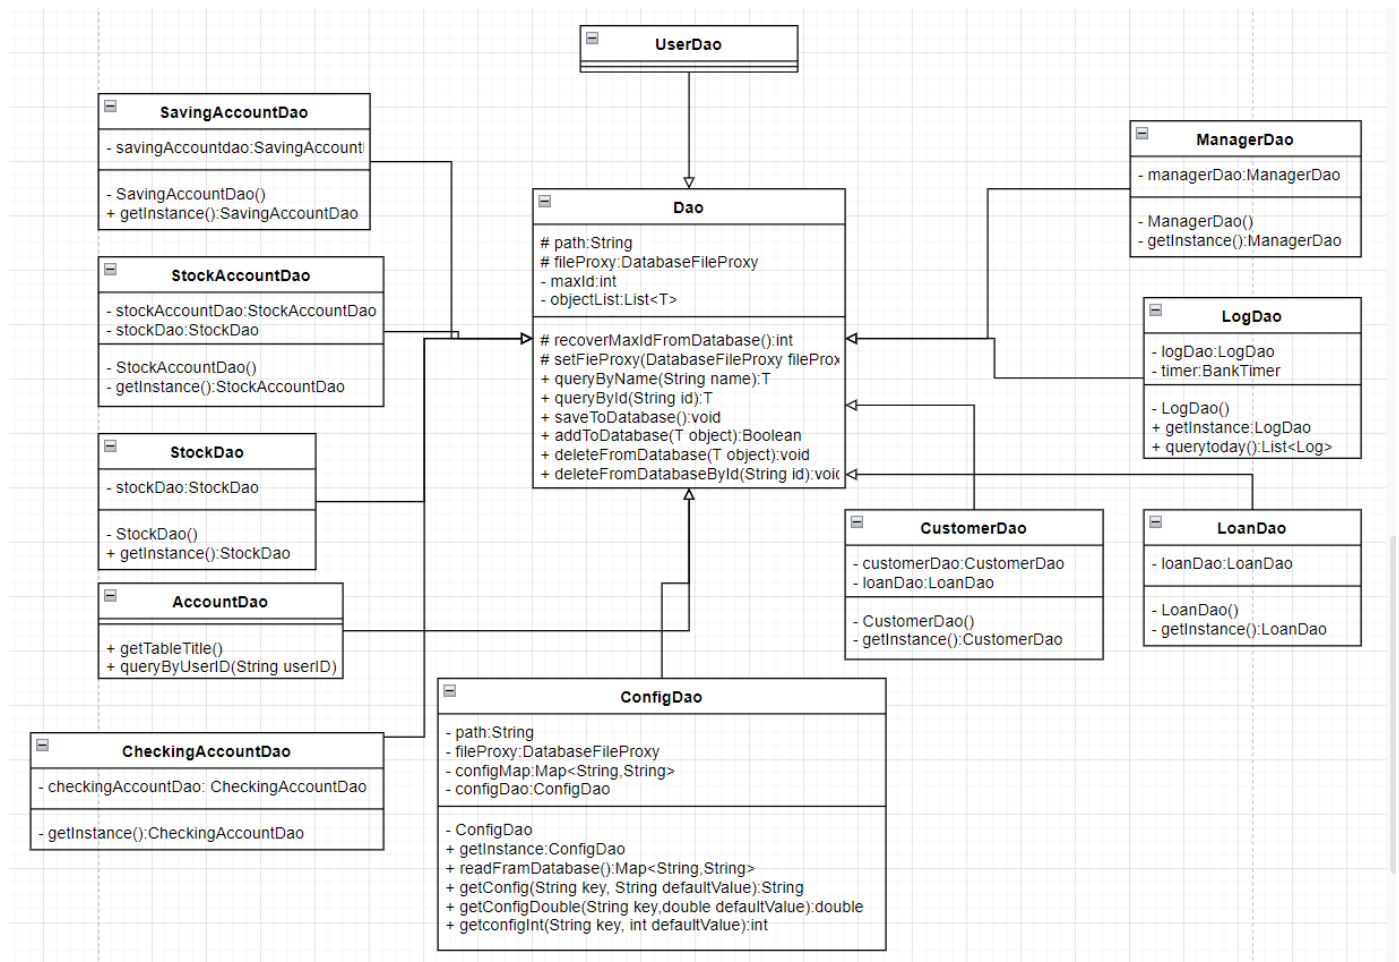 UserDao
SavingAccountDao
- savingAccountdao:SavingAccount
- SavingAccountDao()
+ getInstance():SavingAccountDao
StockAccountDao
- stockAccountDao:StockAccountDao
- stockDao:StockDao
- StockAccountDao()
- getInstance():StockAccountDao
StockDao
- stockDao:StockDao
- StockDao()
+ getInstance():StockDao
AccountDao
+ getTableTitle()
+ queryByUserID(String userID)
CheckingAccountDao
- checkingAccountDao: CheckingAccountDao
- getInstance():CheckingAccountDao
Dao
# path:String
# fileProxy:DatabaseFileProxy
- maxId:int
- objectList:List<T>
# recoverMaxIdFromDatabase():int
# setFieProxy(DatabaseFileProxy fileProx
+ queryByName(String name):T
+ queryById(String id):T
+ saveToDatabase():void
+ addToDatabase(T object):Boolean
+ deleteFromDatabase(T object):void
+ deleteFromDatabaseById(String id):voi
ConfigDao
- path:String
- fileProxy:DatabaseFileProxy
- configMap:Map<String,String>
- configDao:ConfigDao
- ConfigDao
+ getInstance:ConfigDao
+ readFramDatabase():Map<String,String>
+ getConfig(String key, String defaultValue):String
+ getConfigDouble(String key,double defaultValue):double
+ getconfigInt(String key, int defaultValue):int
ManagerDao
- managerDao:ManagerDao
- ManagerDao()
- getInstance():ManagerDao
LogDao
- logDao:LogDao
- timer:BankTimer
- LogDao()
+ getInstance:LogDao
+ querytoday():List<Log>
CustomerDao
- customerDao:CustomerDao
- loanDao:LoanDao
- CustomerDao()
- getInstance():CustomerDao
LoanDao
- loanDao:LoanDao
- LoanDao()
- getInstance():LoanDao